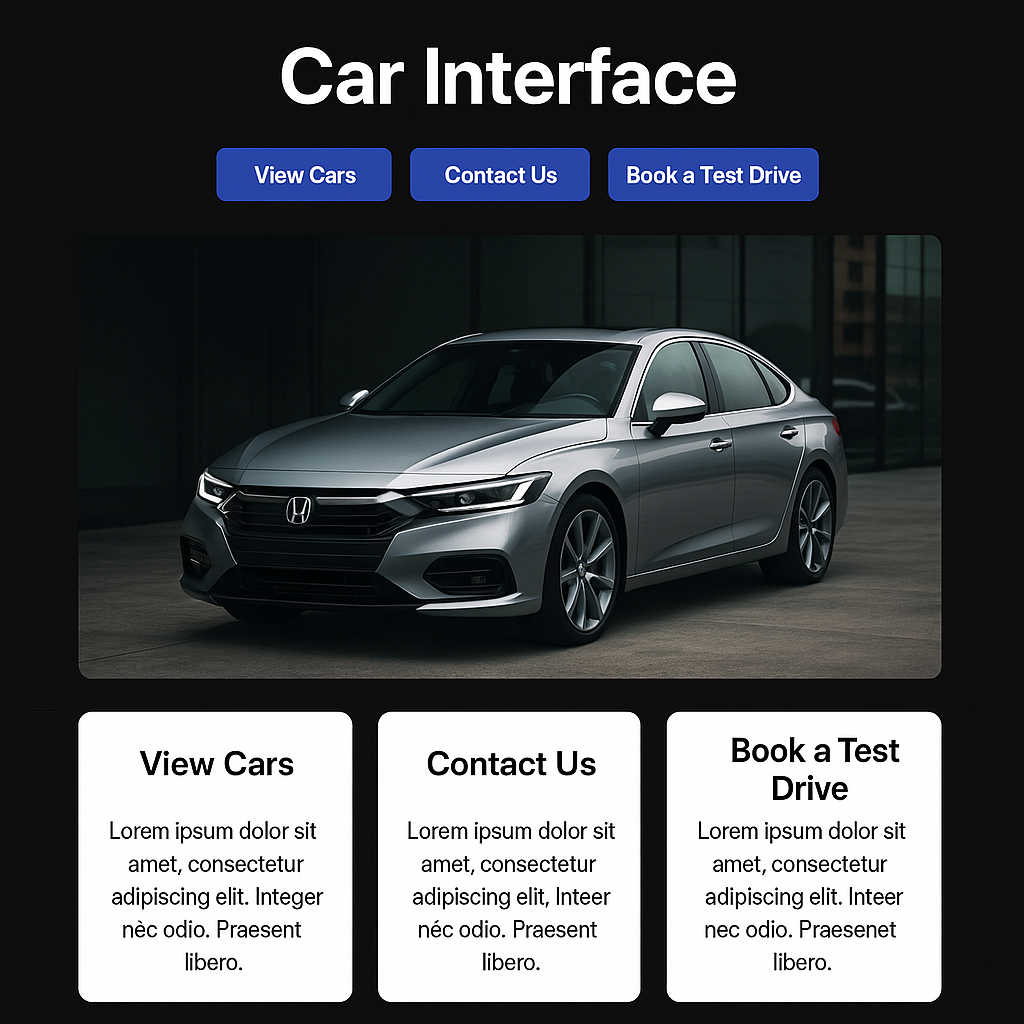 Car Interface
View Cars
Contact Us
Book a Test Drive
View Cars
Lorem ipsum dolor sit
amet, consectetur
adipiscing elit. Integer
nèc odio. Praesent
libero.
Contact Us
Lorem ipsum dolor sit
amet, consectetur
adipiscing elit, Inteer
néc odio. Praesent
libero.
Book a Test
Drive
Lorem ipsum dolor sit
amet, consectetur
adipiscing elit. Inteer
nec odio. Praesenet
libero.